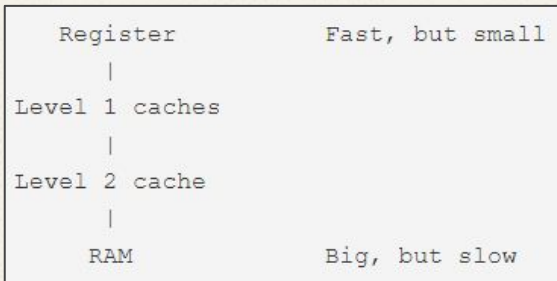 Register Fast, but small
|
Level 1 caches
|
Level 2 cache
|
RAM Big, but slow